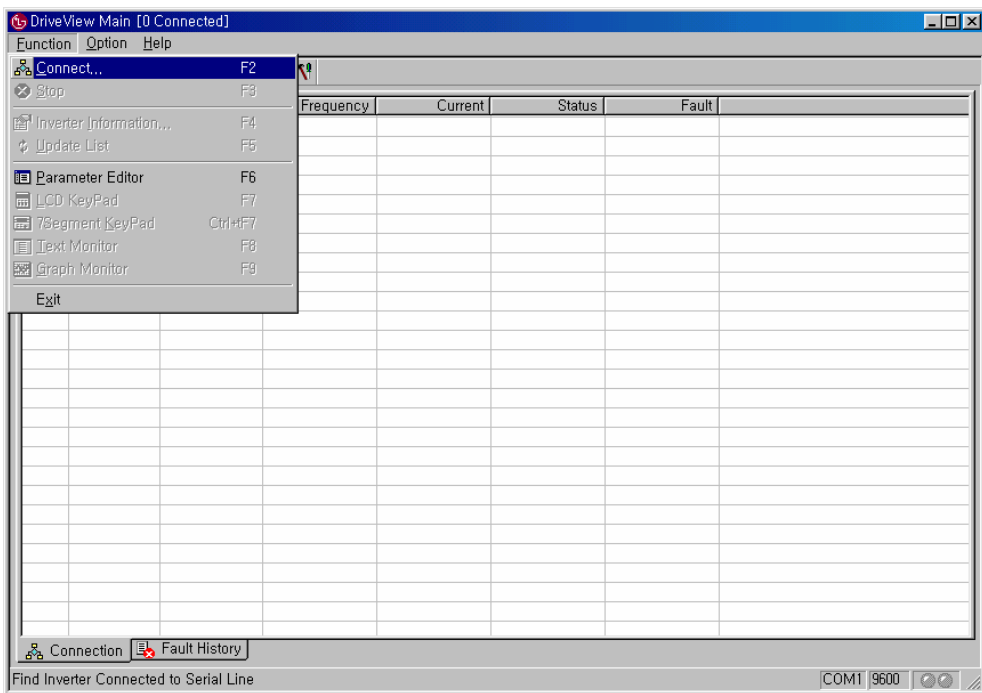 DriveView Main [0 Connected]
Function Option Help
Connect... F2
Stop F3
Inverter Information... F4
Update List F5
Parameter Editor F6
LCD KeyPad F7
7Segment KeyPad Ctrl+F7
Text Monitor F8
Graph Monitor F9
Exit
Frequency Current Status Fault
Connection Fault History
Find Inverter Connected to Serial Line COM1 9600